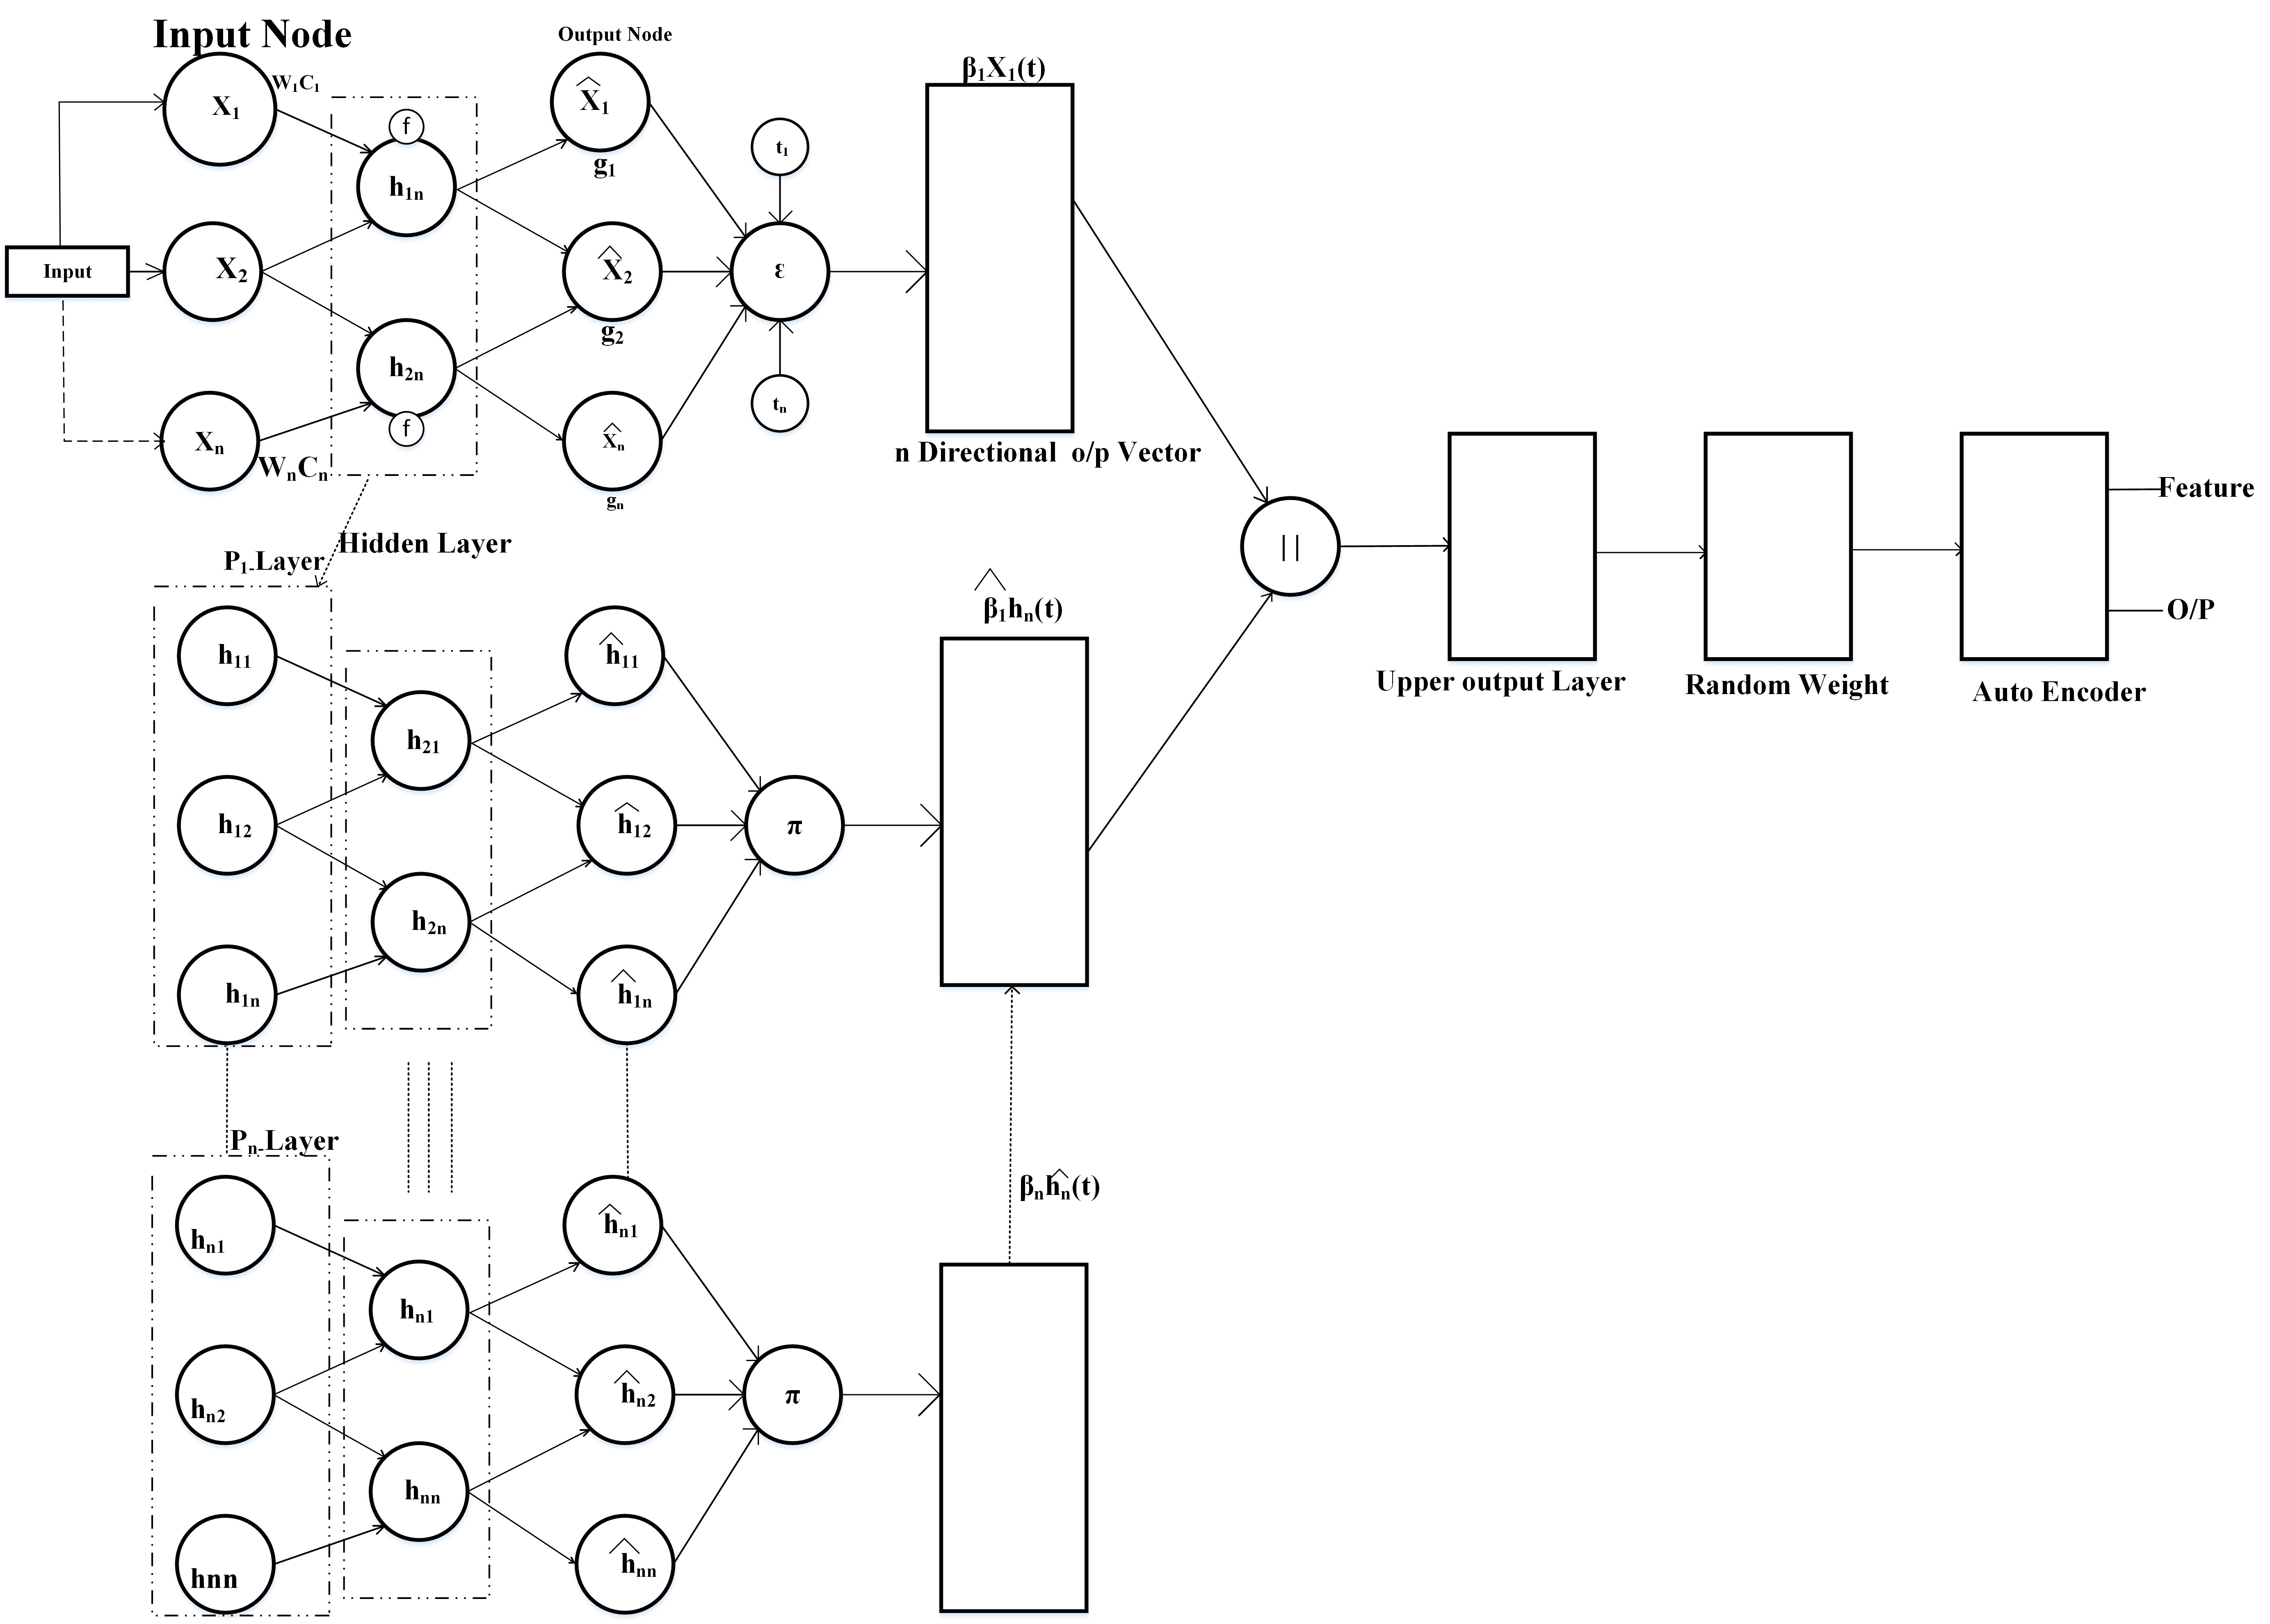 Input Node
Output Node
β₁X₁(t)
W₁C₁
X₁
f
X̂₁
t₁
g₁
h₁ₙ
Input
X₂
X̂₂
ε
g₂
h₂ₙ
tₙ
f
Xₙ
X̂ₙ
WₙCₙ
gₙ
n Directional o/p Vector
Feature
Hidden Layer
P₁-Layer
||
β̂₁hₙ(t)
O/P
Upper output Layer
Random Weight
Auto Encoder
h₁₁
ĥ₁₁
h₂₁
h₁₂
ĥ₁₂
π
h₂ₙ
h₁ₙ
ĥ₁ₙ
Pₙ-Layer
βₙĥₙ(t)
hₙ₁
ĥₙ₁
hₙ₁
hₙ₂
ĥₙ₂
π
hₙₙ
hnn
ĥₙₙ